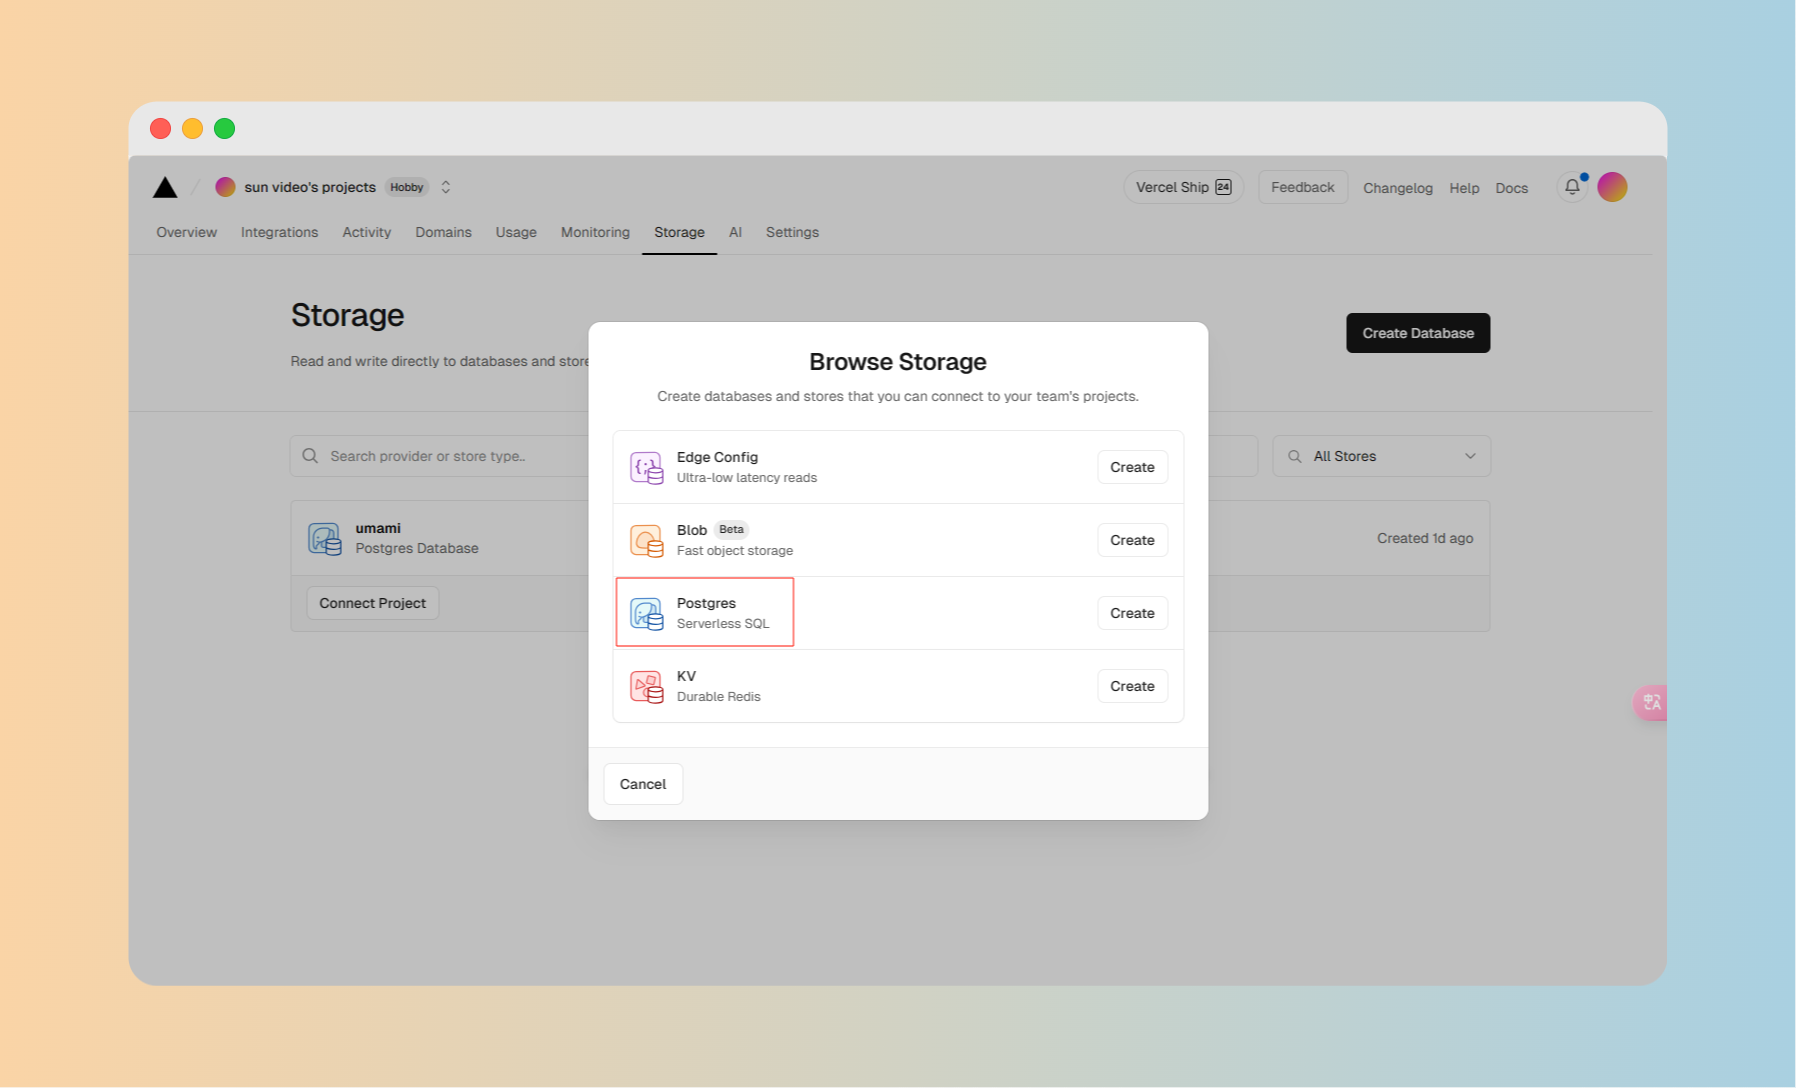 sun video's projects Hobby
Vercel Ship 24 Feedback Changelog Help Docs
Overview Integrations Activity Domains Usage Monitoring Storage AI Settings
Storage
Read and write directly to databases and store
Create Database
Search provider or store type..
All Stores
umami
Postgres Database
Created 1d ago
Connect Project
Browse Storage
Create databases and stores that you can connect to your team's projects.
Edge Config
Ultra-low latency reads
Create
Blob Beta
Fast object storage
Create
Postgres
Serverless SQL
Create
KV
Durable Redis
Create
Cancel
中 A